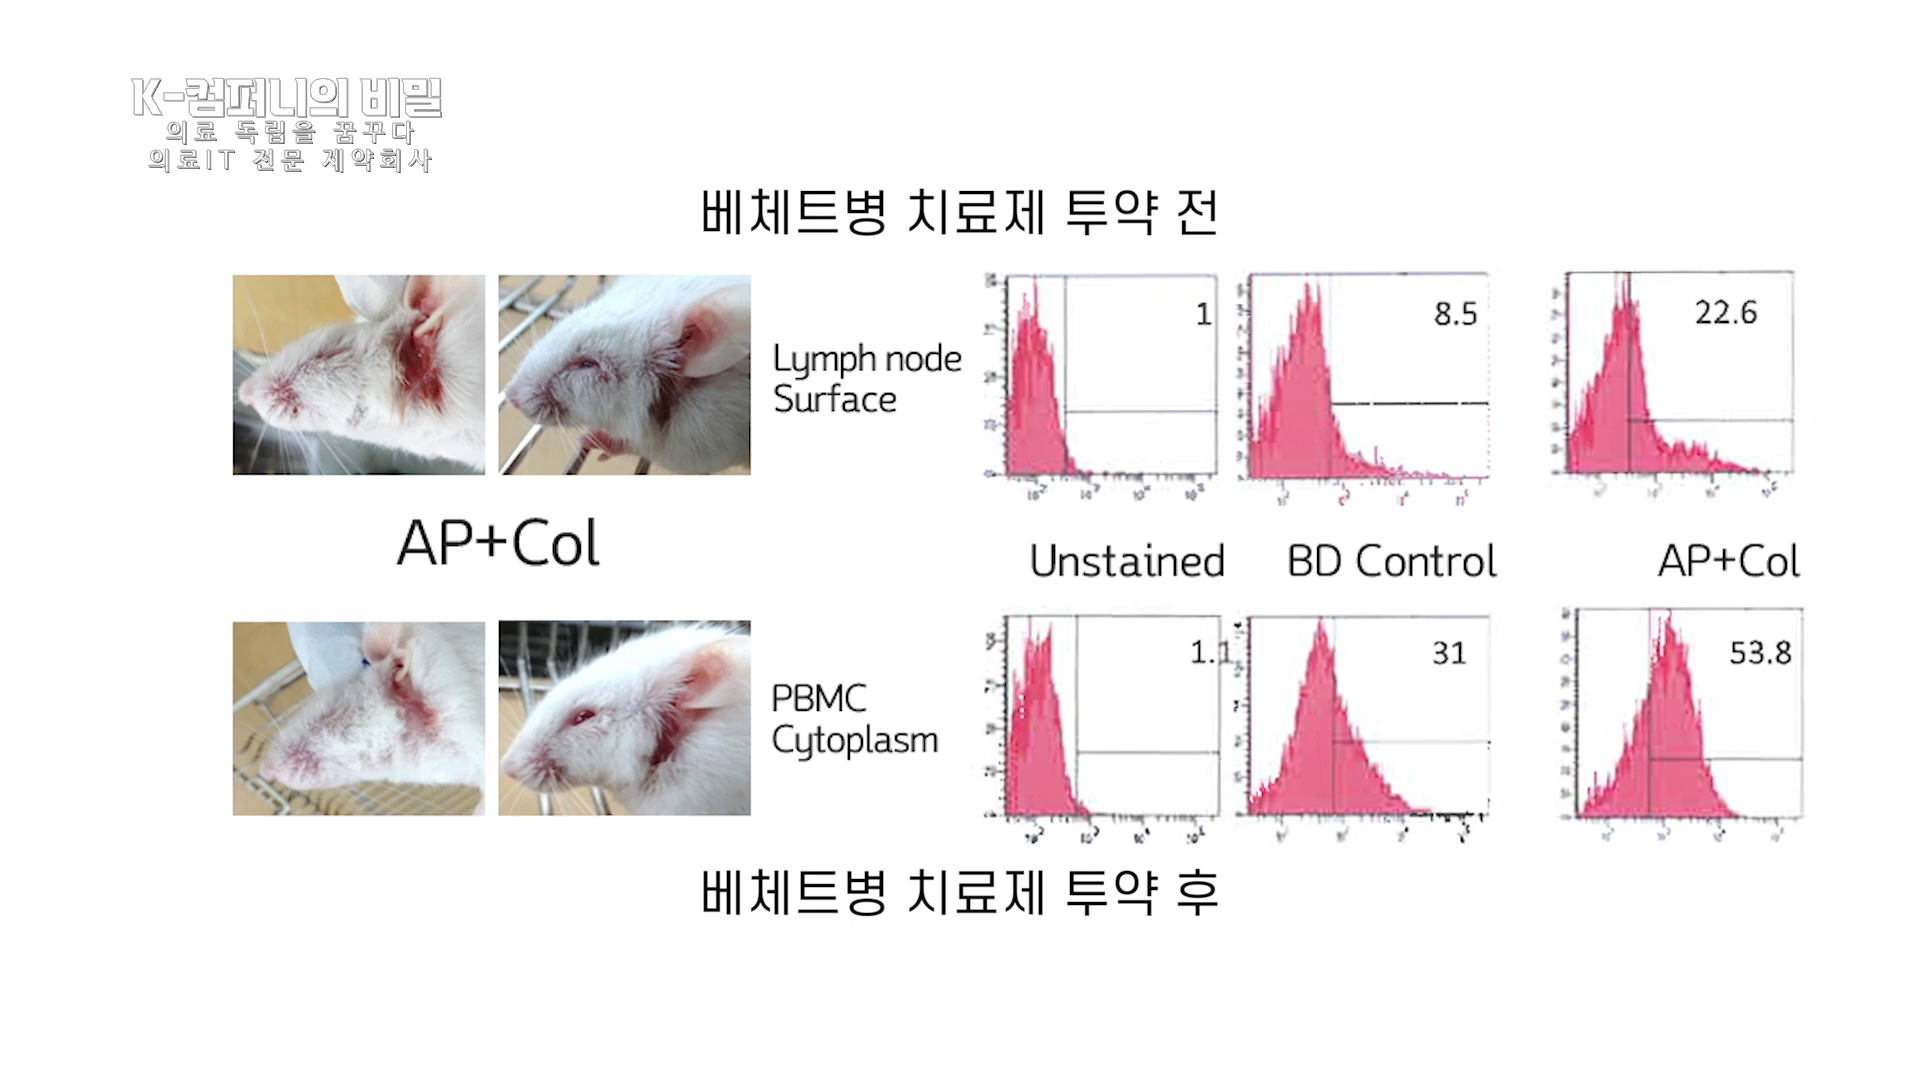 K-컴퍼니의 비밀
의료 독립을 꿈꾸다
의료IT 전문 제약회사
베체트병 치료제 투약 전
Lymph node
Surface
1
8.5
22.6
AP+Col
Unstained
BD Control
AP+Col
PBMC
Cytoplasm
1.1
31
53.8
베체트병 치료제 투약 후